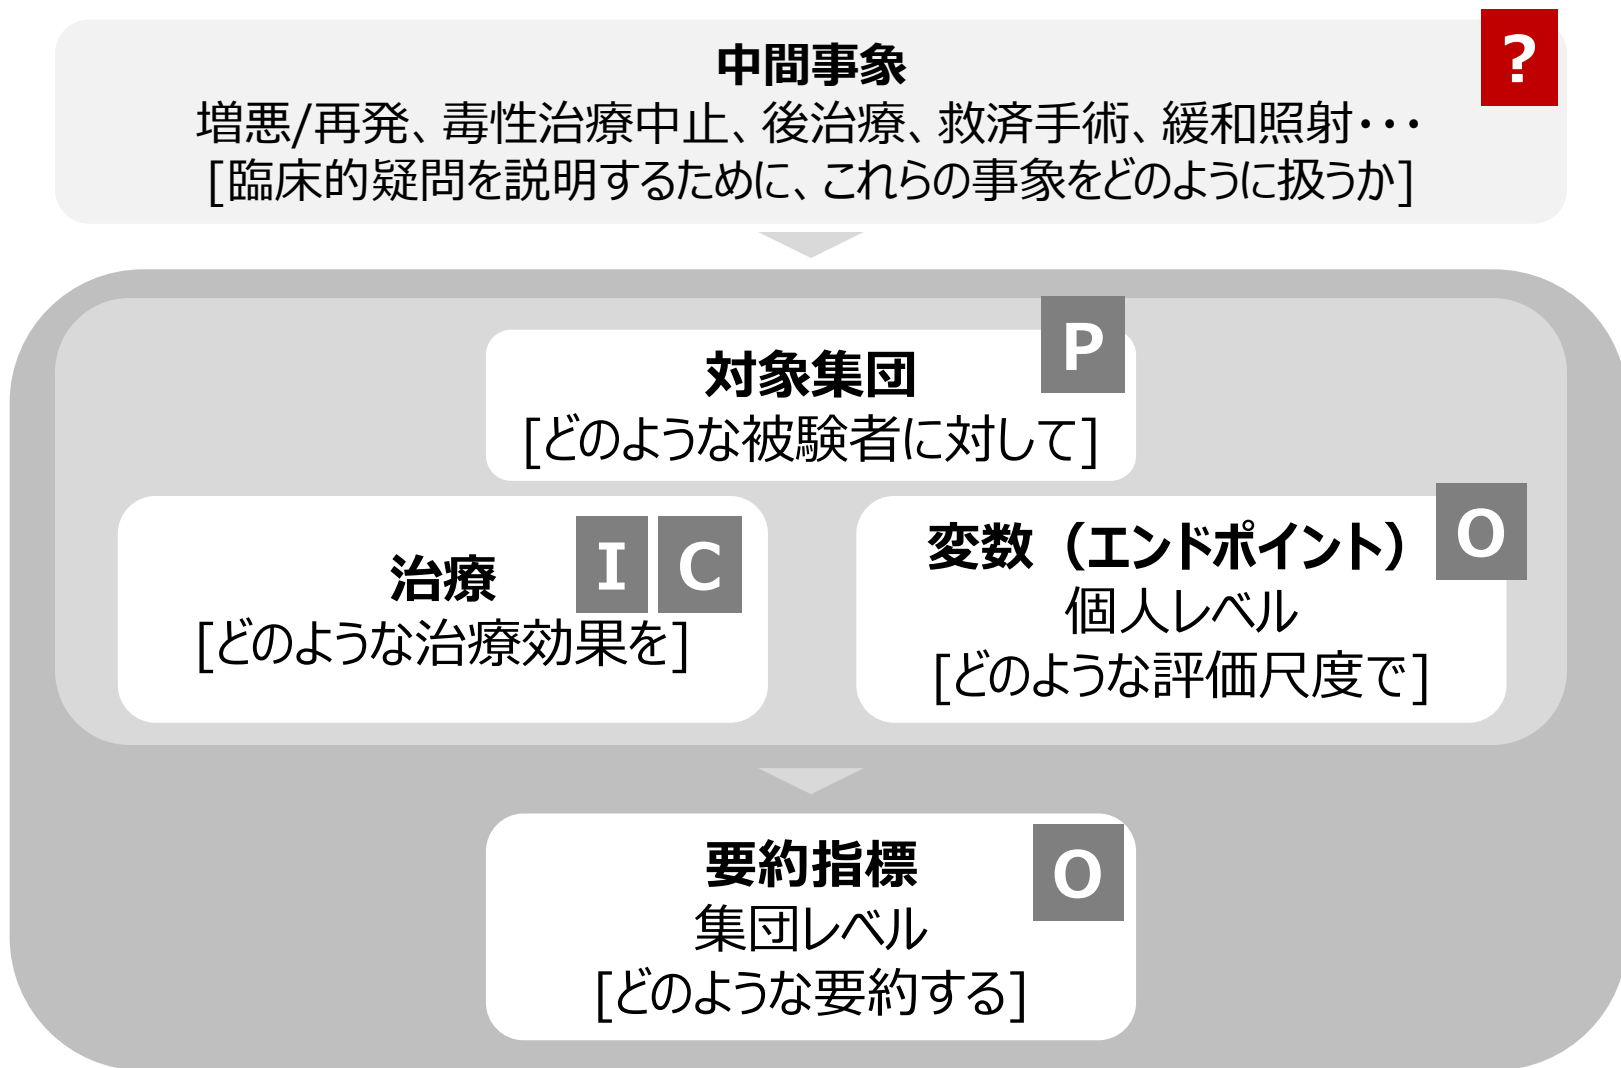 ?
中間事象
増悪/再発、毒性治療中止、後治療、救済手術、緩和照射・・・
[臨床的疑問を説明するために、これらの事象をどのように扱うか]
P
対象集団
[どのような被験者に対して]
I C
治療
[どのような治療効果を]
O
変数（エンドポイント）
個人レベル
[どのような評価尺度で]
O
要約指標
集団レベル
[どのような要約する]